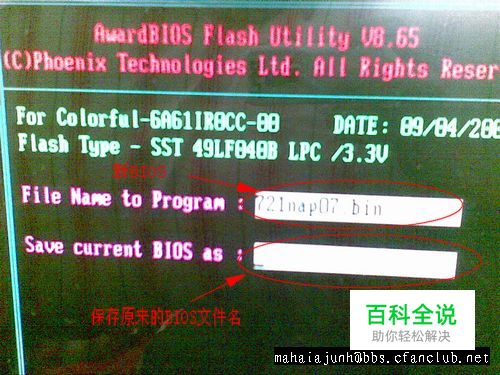 AwardBIOS Flash Utility V8.65
(C)Phoenix Technologies Ltd. All Rights Reser
For Colorful-6A61IR0CC-00 DATE: 09/04/200
Flash Type - SST 49LF040B LPC /3.3V
File Name to Program : 721nap07.bin
Save current BIOS as :
保存原来的BIOS文件名
百科全说
助你轻松解决
mahaiajunh@bbs.cfanclub.net